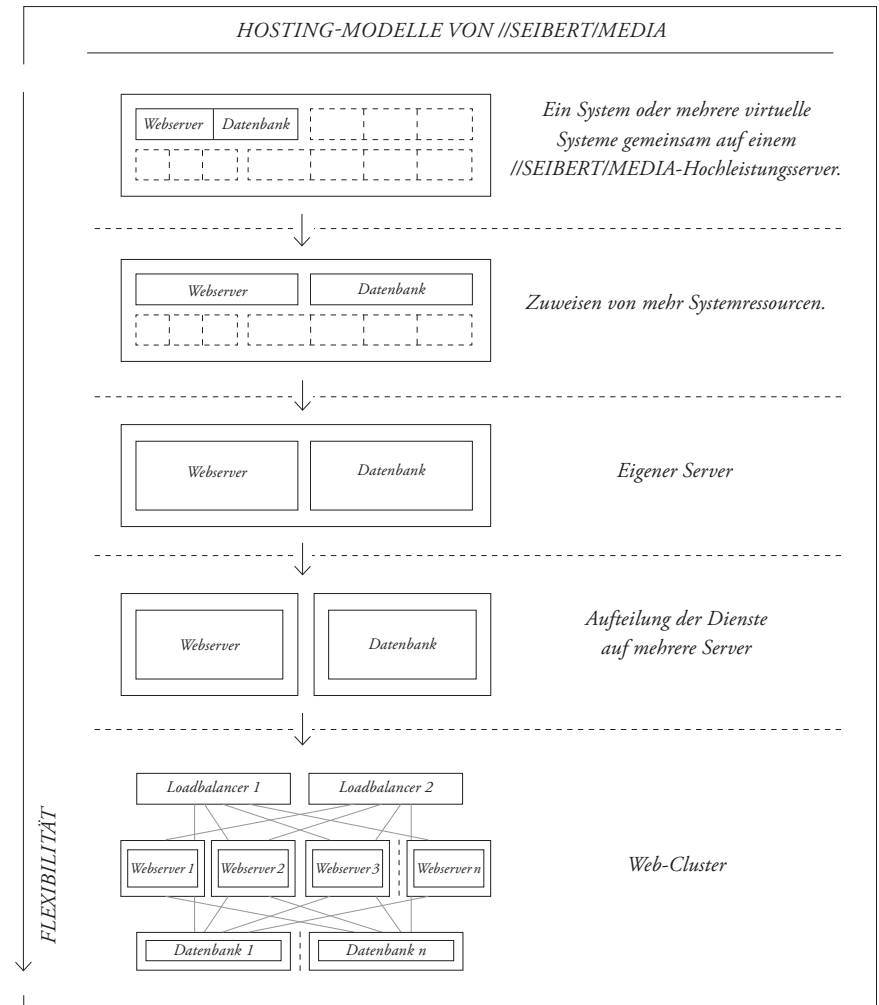 HOSTING-MODELLE VON //SEIBERT/MEDIA
Webserver
Datenbank
Ein System oder mehrere virtuelle
Systeme gemeinsam auf einem
//SEIBERT/MEDIA-Hochleistungsserver.
Webserver
Datenbank
Zuweisen von mehr Systemressourcen.
Webserver
Datenbank
Eigener Server
Webserver
Datenbank
Aufteilung der Dienste
auf mehrere Server
Loadbalancer 1
Loadbalancer 2
Webserver 1
Webserver 2
Webserver 3
Webserver n
Web-Cluster
Datenbank 1
Datenbank n
FLEXIBILITÄT